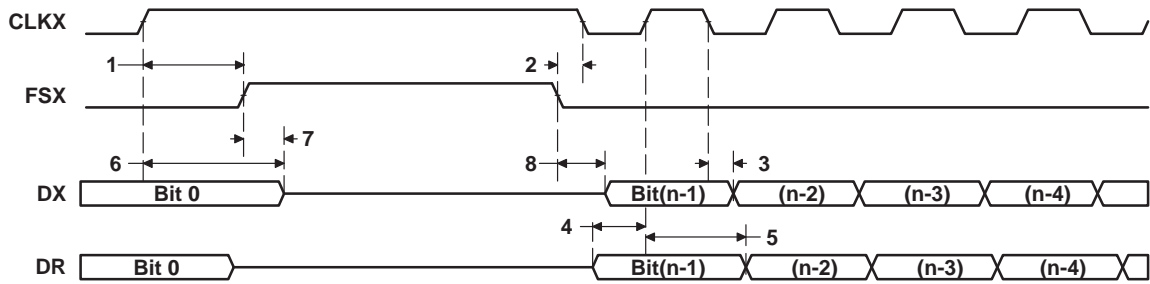 CLKX
1
2
FSX
7
6
8
3
DX
Bit 0
Bit(n-1)
(n-2)
(n-3)
(n-4)
4
5
DR
Bit 0
Bit(n-1)
(n-2)
(n-3)
(n-4)